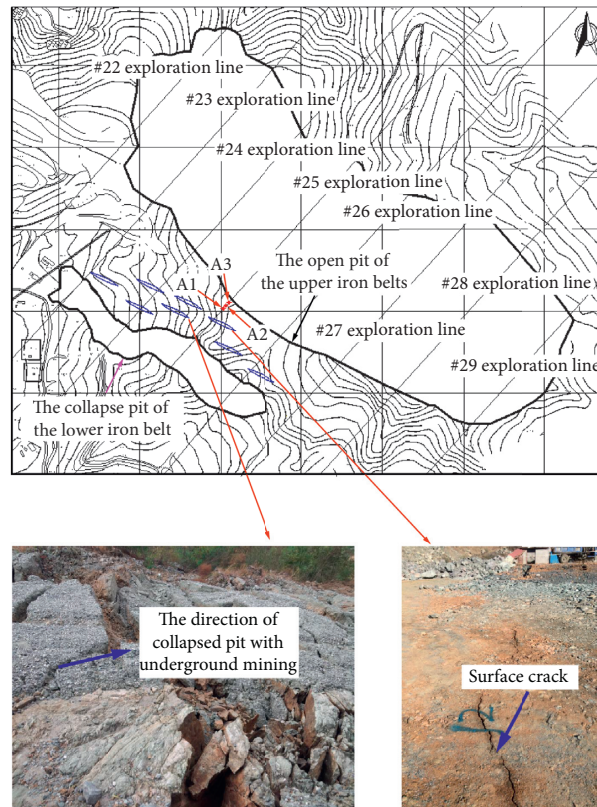 #22 exploration line
#23 exploration line
#24 exploration line
#25 exploration line
#26 exploration line
A3
The open pit of
the upper iron belts
A1
#28 exploration line
A2
#27 exploration line
#29 exploration line
The collapse pit of
the lower iron belt
The direction of
collapsed pit with
underground mining
Surface crack